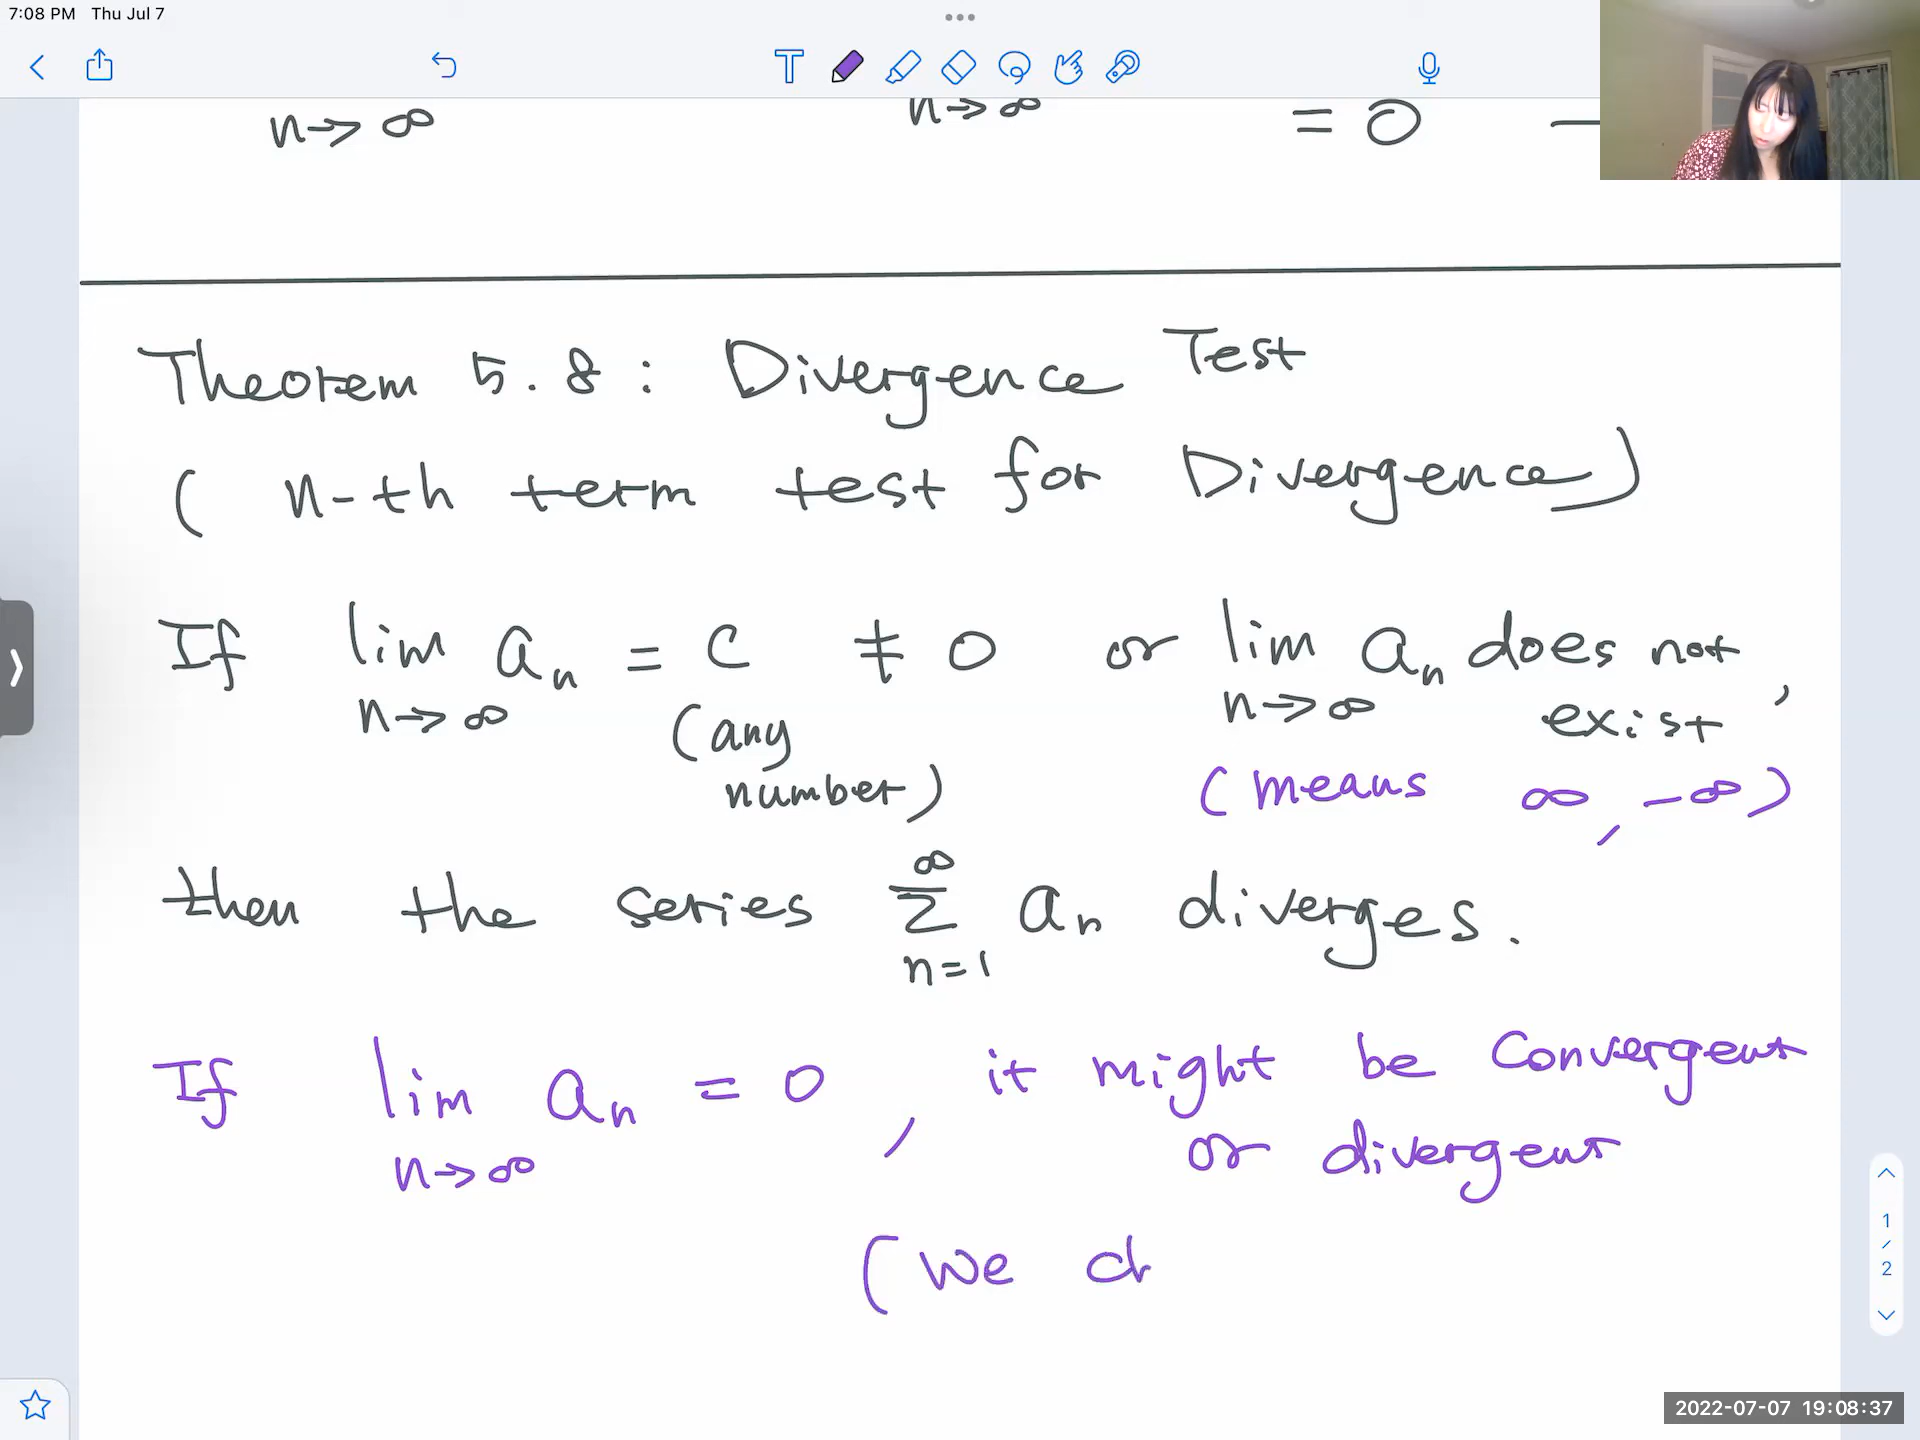 7:08 PM Thu Jul 7
n→∞ n→∞ = 0 —
Theorem 5.8: Divergence Test
( n-th term test for Divergence)
If lim aₙ = c ≠ 0 or lim aₙ does not
n→∞ n→∞ exist,
(any
number) (means ∞, -∞)
then the series ∑ aₙ diverges.
∞
n=1
If lim aₙ = 0, it might be convergent
n→∞ or divergent
(We d
1
/
2
2022-07-07 19:08:37